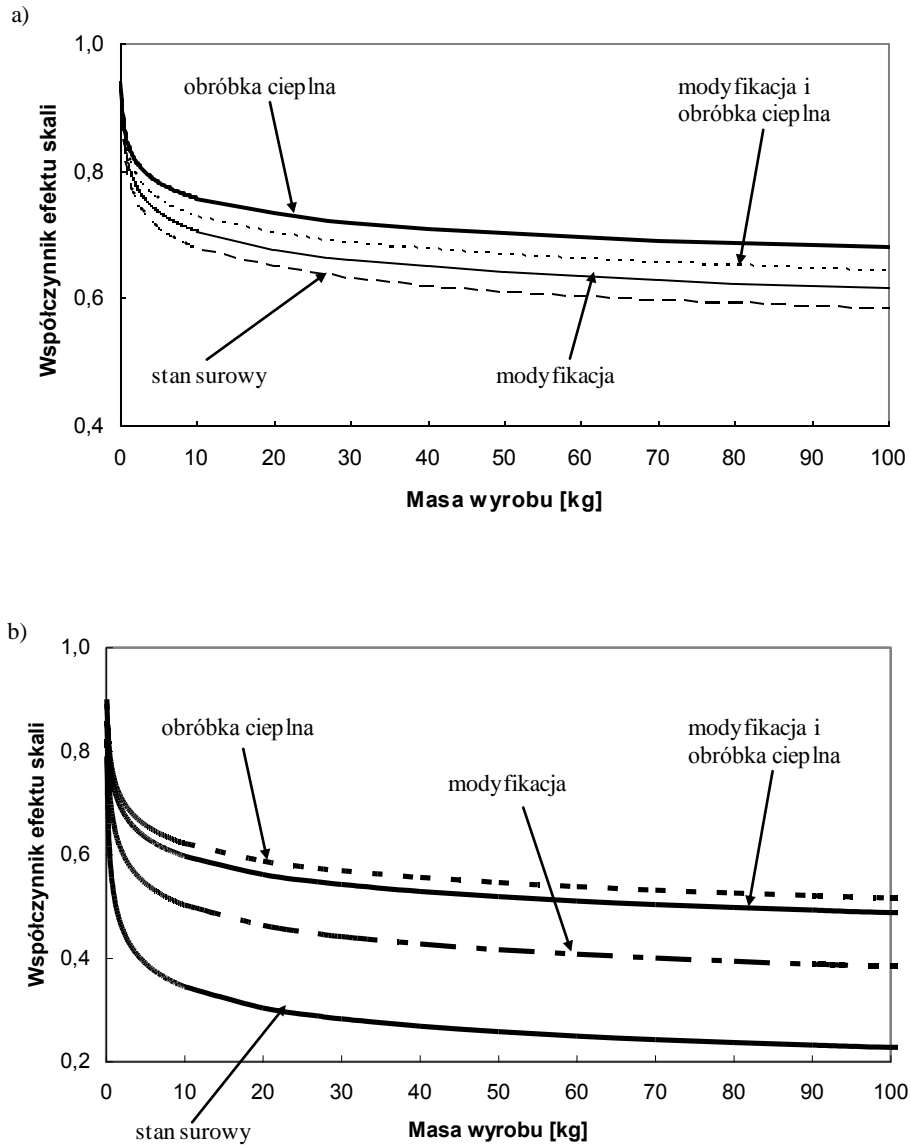 a)
1,0
0,8
0,6
0,4
Współczynnik efektu skali
obróbka cieplna
modyfikacja i
obróbka cieplna
stan surowy
modyfikacja
0 10 20 30 40 50 60 70 80 90 100
Masa wyrobu [kg]
b)
1,0
0,8
0,6
0,4
0,2
Współczynnik efektu skali
obróbka cieplna
modyfikacja
modyfikacja i
obróbka cieplna
0 10 20 30 40 50 60 70 80 90 100
stan surowy
Masa wyrobu [kg]